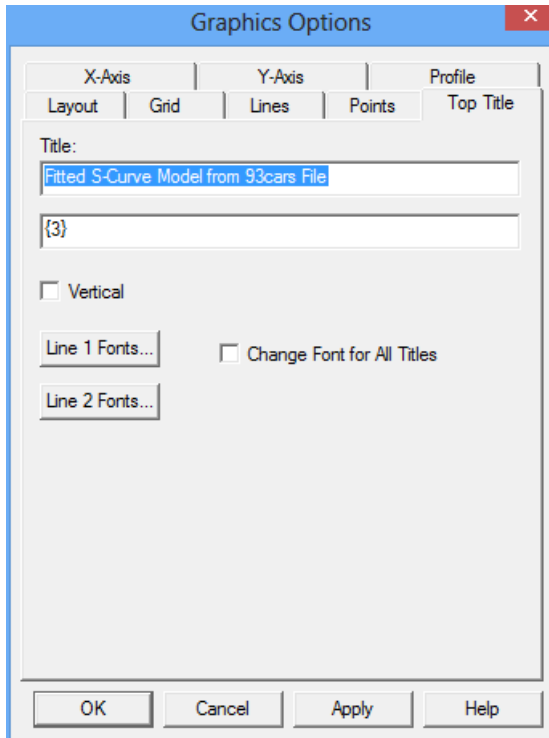 Graphics Options
X-Axis Y-Axis Profile
Layout Grid Lines Points Top Title
Title:
Fitted S-Curve Model from 93cars File
{3}
Vertical
Line 1 Fonts... Change Font for All Titles
Line 2 Fonts...
OK Cancel Apply Help